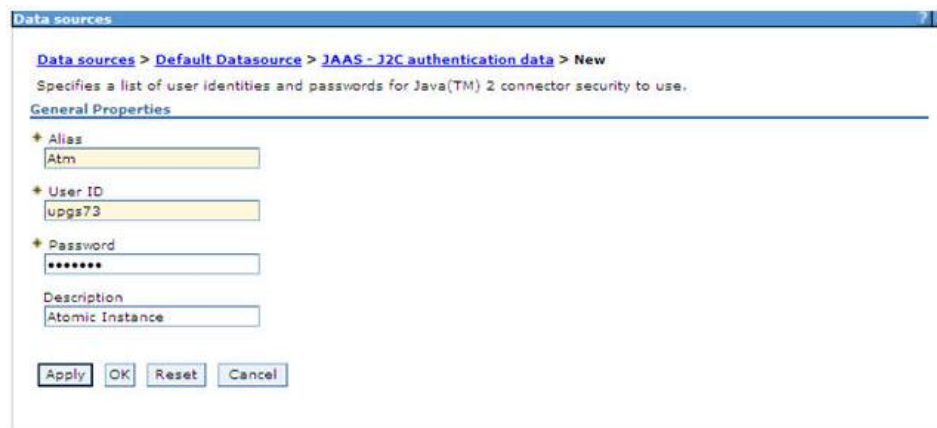 Data sources
?
Data sources > Default Datasource > JAAS - J2C authentication data > New
Specifies a list of user identities and passwords for Java(TM) 2 connector security to use.
General Properties
Alias
Atm
User ID
upgs73
Password
•••••••
Description
Atomic Instance
Apply OK Reset Cancel